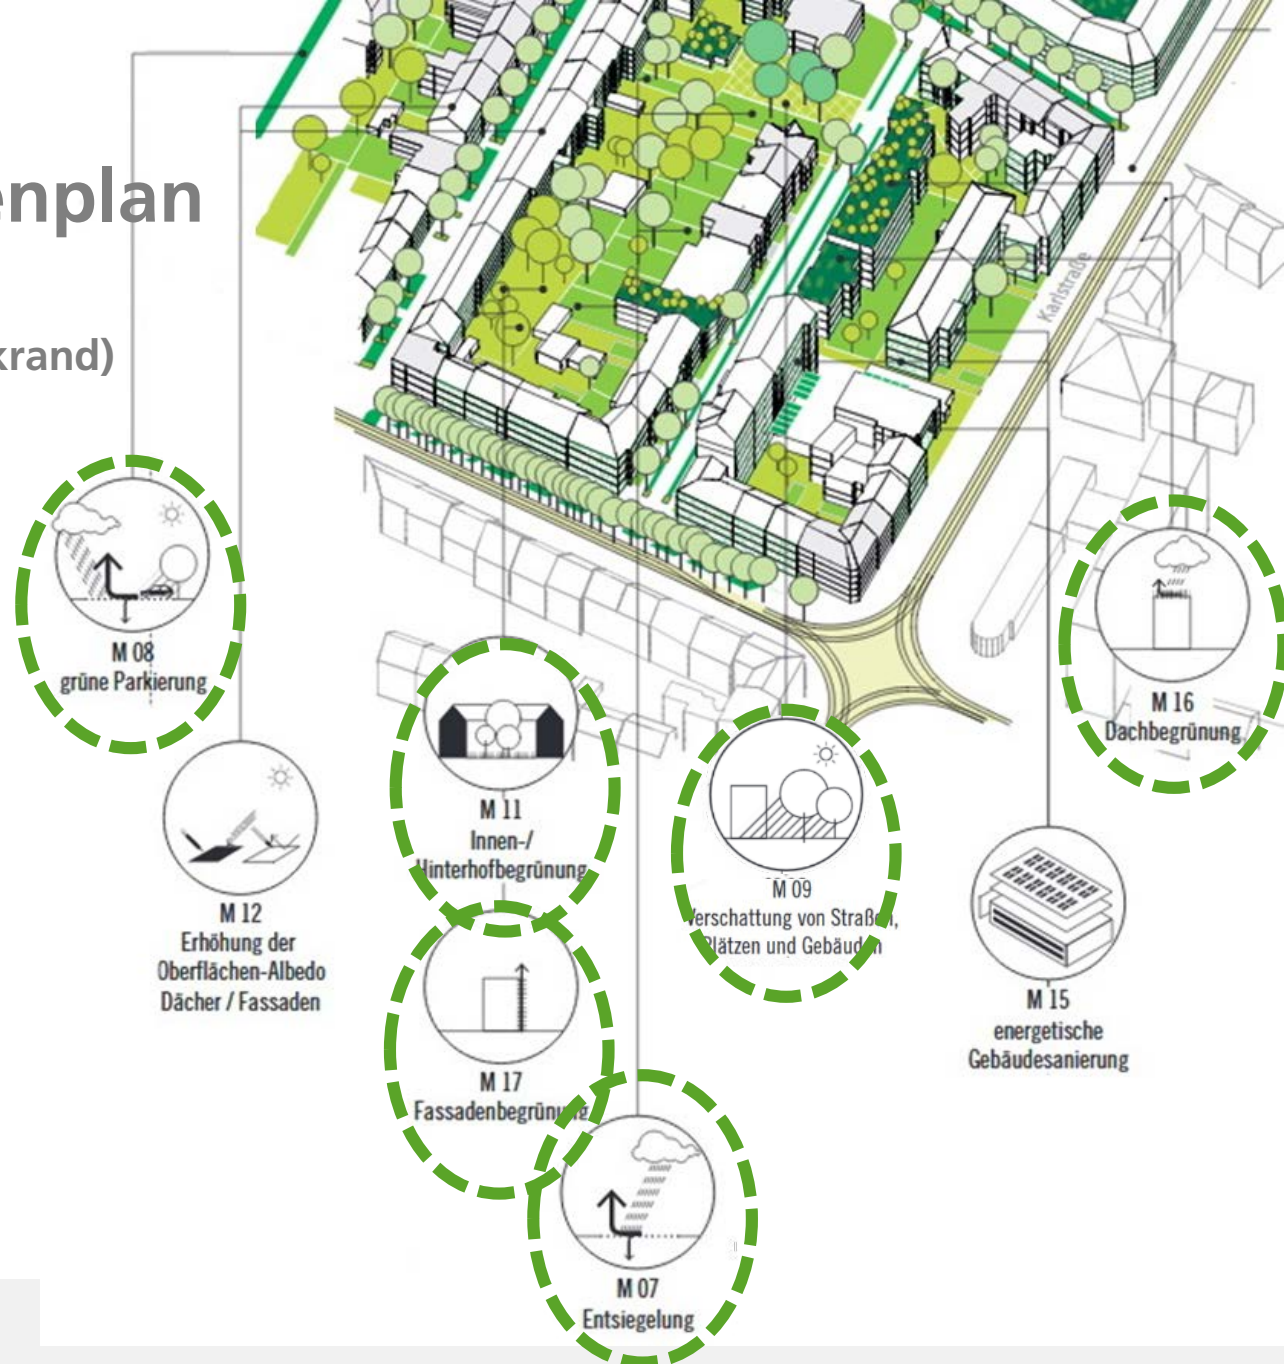 enplan
krand)
Karlstraße
M 08
grüne Parkierung
M 16
Dachbegrünung
M 11
Innen-/
Hinterhofbegrünung
M 09
Verschattung von Straßen,
Plätzen und Gebäuden
M 12
Erhöhung der
Oberflächen-Albedo
Dächer / Fassaden
M 15
energetische
Gebäudesanierung
M 17
Fassadenbegrünung
M 07
Entsiegelung